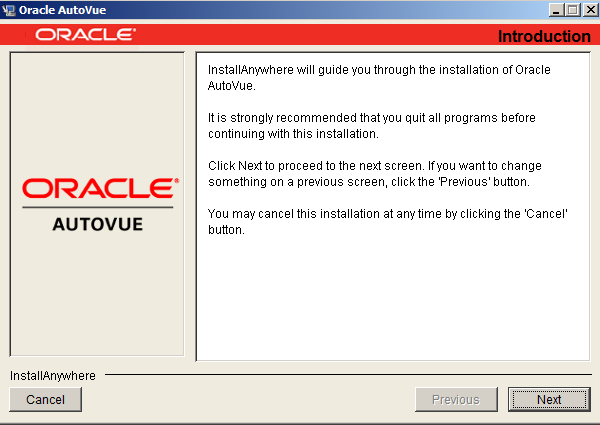 Oracle AutoVue
ORACLE®
Introduction
ORACLE®
AUTOVUE
InstallAnywhere will guide you through the installation of Oracle
AutoVue.
It is strongly recommended that you quit all programs before
continuing with this installation.
Click Next to proceed to the next screen. If you want to change
something on a previous screen, click the 'Previous' button.
You may cancel this installation at any time by clicking the 'Cancel'
button.
InstallAnywhere
Cancel
Previous
Next